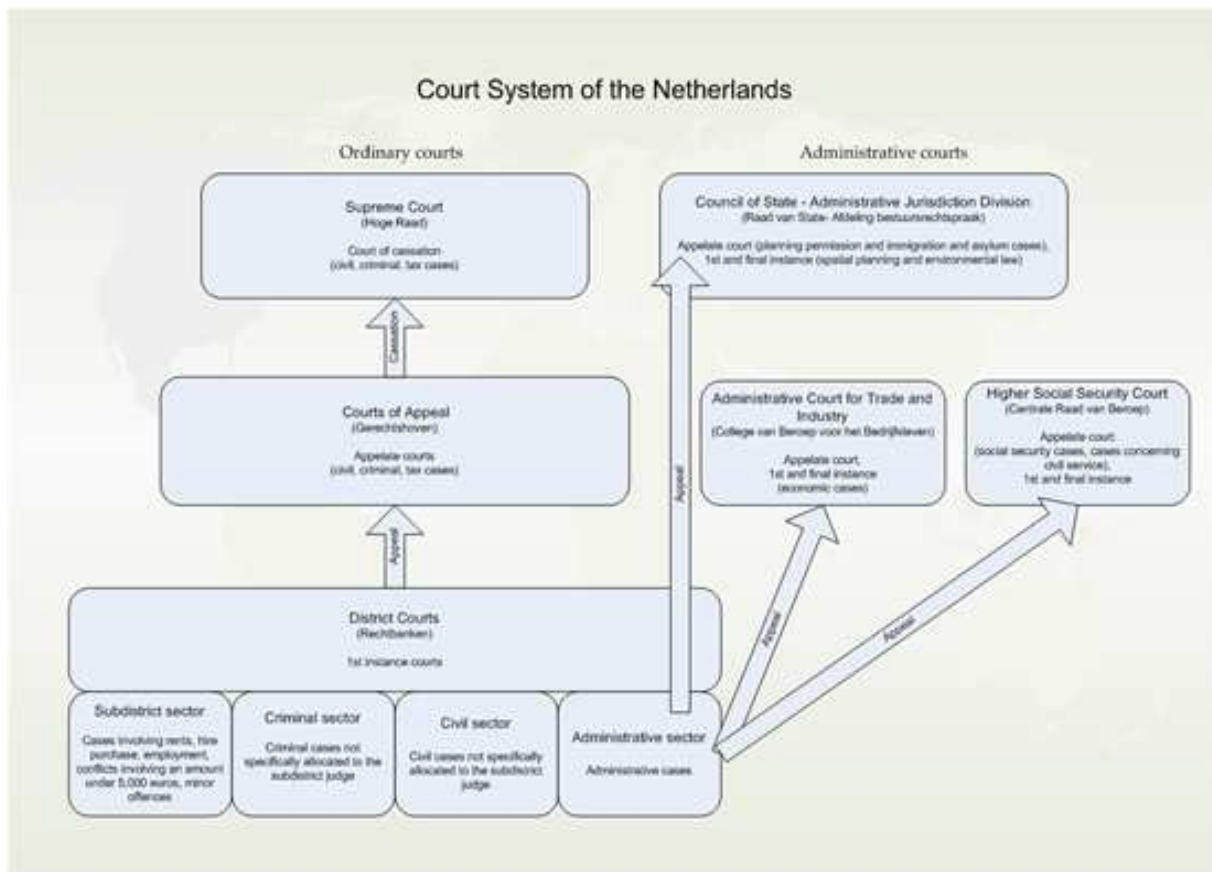 Court System of the Netherlands
Ordinary courts
Administrative courts
Supreme Court
(Hoge Raad)
Court of cassation
(civil, criminal, tax cases)
Council of State - Administrative Jurisdiction Division
(Raad van State- Afdeling bestuursrechtspraak)
Appelate court (planning permission and immigration and asylum cases),
1st and final instance (spatial planning and environmental law)
Cassation
Courts of Appeal
(Gerechtshoven)
Appelate courts
(civil, criminal, tax cases)
Administrative Court for Trade and
Industry
(College van Beroep voor het Bedrijfsleven)
Appelate court,
1st and final instance
(economic cases)
Higher Social Security Court
(Centrale Raad van Beroep)
Appelate court
(social security cases, cases concerning
civil service),
1st and final instance
Appeal
Appeal
Appeal
Appeal
District Courts
(Rechtbanken)
1st instance courts
Subdistrict sector
Cases involving rents, hire
purchase, employment,
conflicts involving an amount
under 5,000 euros, minor
offences
Criminal sector
Criminal cases not
specifically allocated to the
subdistrict judge
Civil sector
Civil cases not specifically
allocated to the subdistrict
judge
Administrative sector
Administrative cases